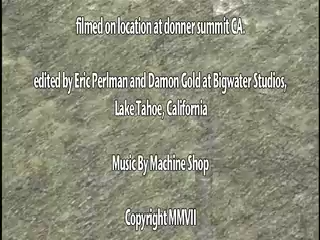 filmed on location at donner summit CA.
edited by Eric Perlman and Damon Gold at Bigwater Studios,
Lake Tahoe, California
Music By Machine Shop
Copyright MMVII